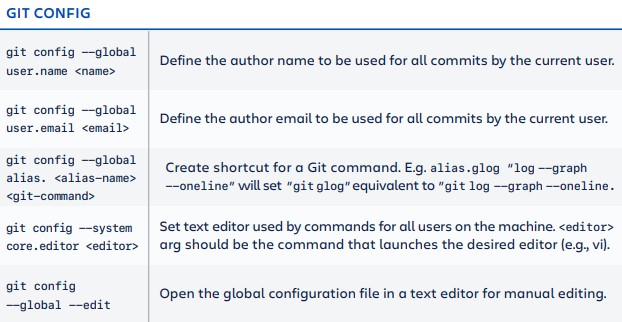 GIT CONFIG
git config --global
user.name <name>
Define the author name to be used for all commits by the current user.
git config --global
user.email <email>
Define the author email to be used for all commits by the current user.
git config --global
alias. <alias-name>
<git-command>
Create shortcut for a Git command. E.g. alias.glog "log --graph
--oneline" will set "git glog" equivalent to "git log --graph --oneline.
git config --system
core.editor <editor>
Set text editor used by commands for all users on the machine. <editor>
arg should be the command that launches the desired editor (e.g., vi).
git config
--global --edit
Open the global configuration file in a text editor for manual editing.